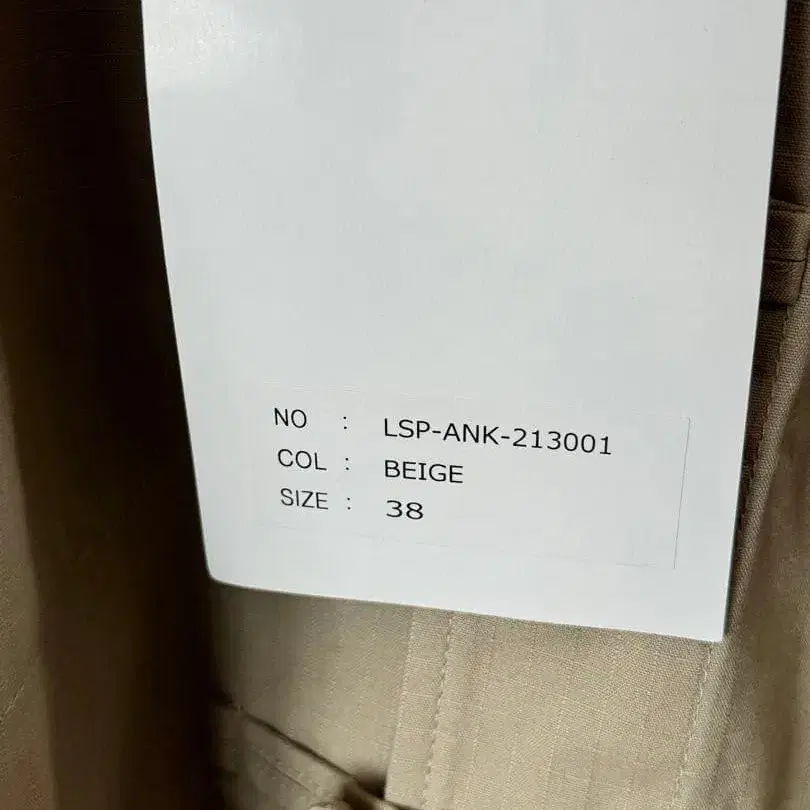 NO : LSP-ANK-213001
COL : BEIGE
SIZE : 38